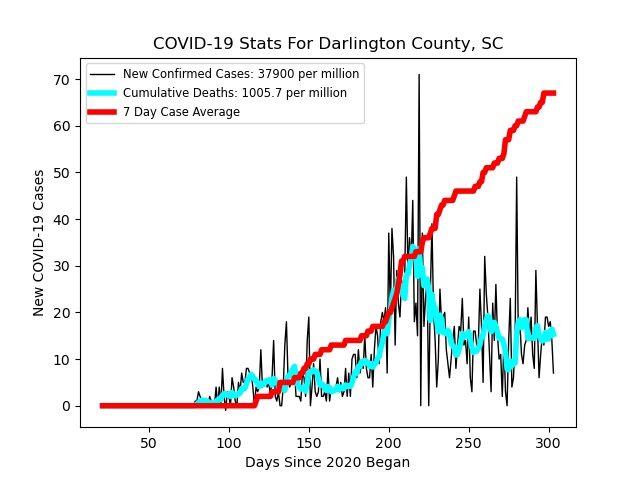 COVID-19 Stats For Darlington County, SC
New Confirmed Cases: 37900 per million
Cumulative Deaths: 1005.7 per million
7 Day Case Average
70
60
50
40
30
20
10
0
New COVID-19 Cases
50 100 150 200 250 300
Days Since 2020 Began